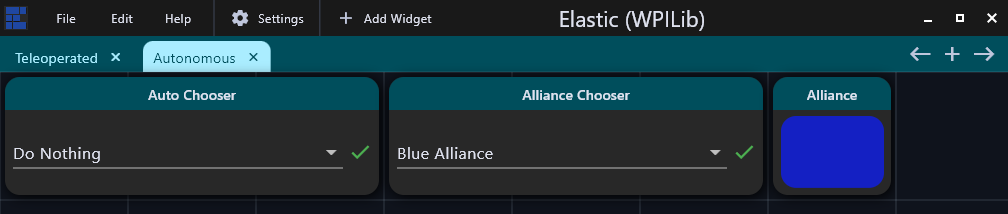 File Edit Help Settings + Add Widget Elastic (WPILib)
Teleoperated Autonomous
Auto Chooser Alliance Chooser Alliance
Do Nothing Blue Alliance